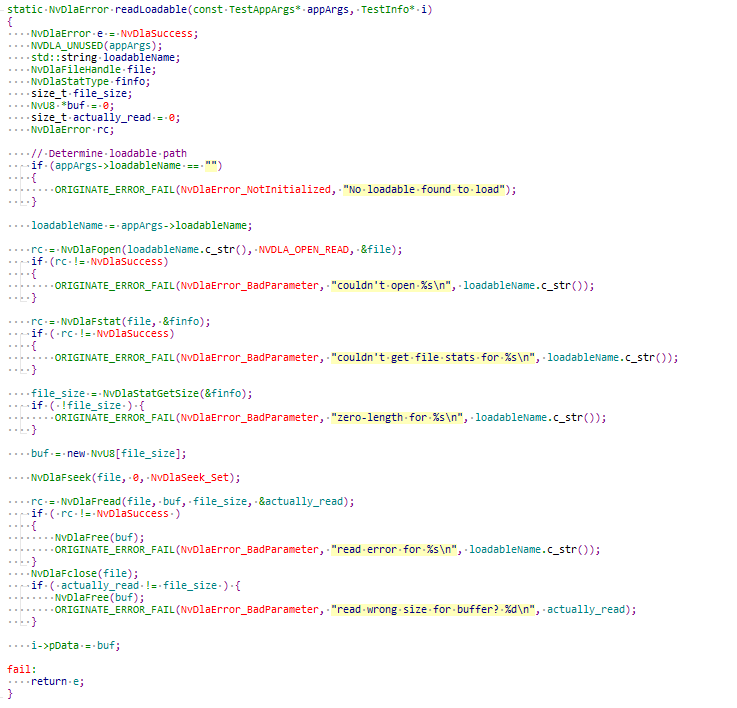 static NvDlaError readLoadable(const TestAppArgs* appArgs, TestInfo* i)
{
    NvDlaError e = NvDlaSuccess;
    NVDLA_UNUSED(appArgs);
    std::string loadableName;
    NvDlaFileHandle file;
    NvDlaStatType finfo;
    size_t file_size;
    NvU8 *buf = 0;
    size_t actually_read = 0;
    NvDlaError rc;

    // Determine loadable path
    if (appArgs->loadableName == "")
    {
        ORIGINATE_ERROR_FAIL(NvDlaError_NotInitialized, "No loadable found to load");
    }

    loadableName = appArgs->loadableName;

    rc = NvDlaFopen(loadableName.c_str(), NVDLA_OPEN_READ, &file);
    if (rc != NvDlaSuccess)
    {
        ORIGINATE_ERROR_FAIL(NvDlaError_BadParameter, "couldn't open %s\n", loadableName.c_str());
    }

    rc = NvDlaFstat(file, &finfo);
    if ( rc != NvDlaSuccess)
    {
        ORIGINATE_ERROR_FAIL(NvDlaError_BadParameter, "couldn't get file stats for %s\n", loadableName.c_str());
    }

    file_size = NvDlaStatGetSize(&finfo);
    if ( !file_size ) {
        ORIGINATE_ERROR_FAIL(NvDlaError_BadParameter, "zero-length for %s\n", loadableName.c_str());
    }

    buf = new NvU8[file_size];

    NvDlaFseek(file, 0, NvDlaSeek_Set);

    rc = NvDlaFread(file, buf, file_size, &actually_read);
    if ( rc != NvDlaSuccess )
    {
        NvDlaFree(buf);
        ORIGINATE_ERROR_FAIL(NvDlaError_BadParameter, "read error for %s\n", loadableName.c_str());
    }
    NvDlaFclose(file);
    if ( actually_read != file_size ) {
        NvDlaFree(buf);
        ORIGINATE_ERROR_FAIL(NvDlaError_BadParameter, "read wrong size for buffer? %d\n", actually_read);
    }

    i->pData = buf;

fail:
    return e;
}